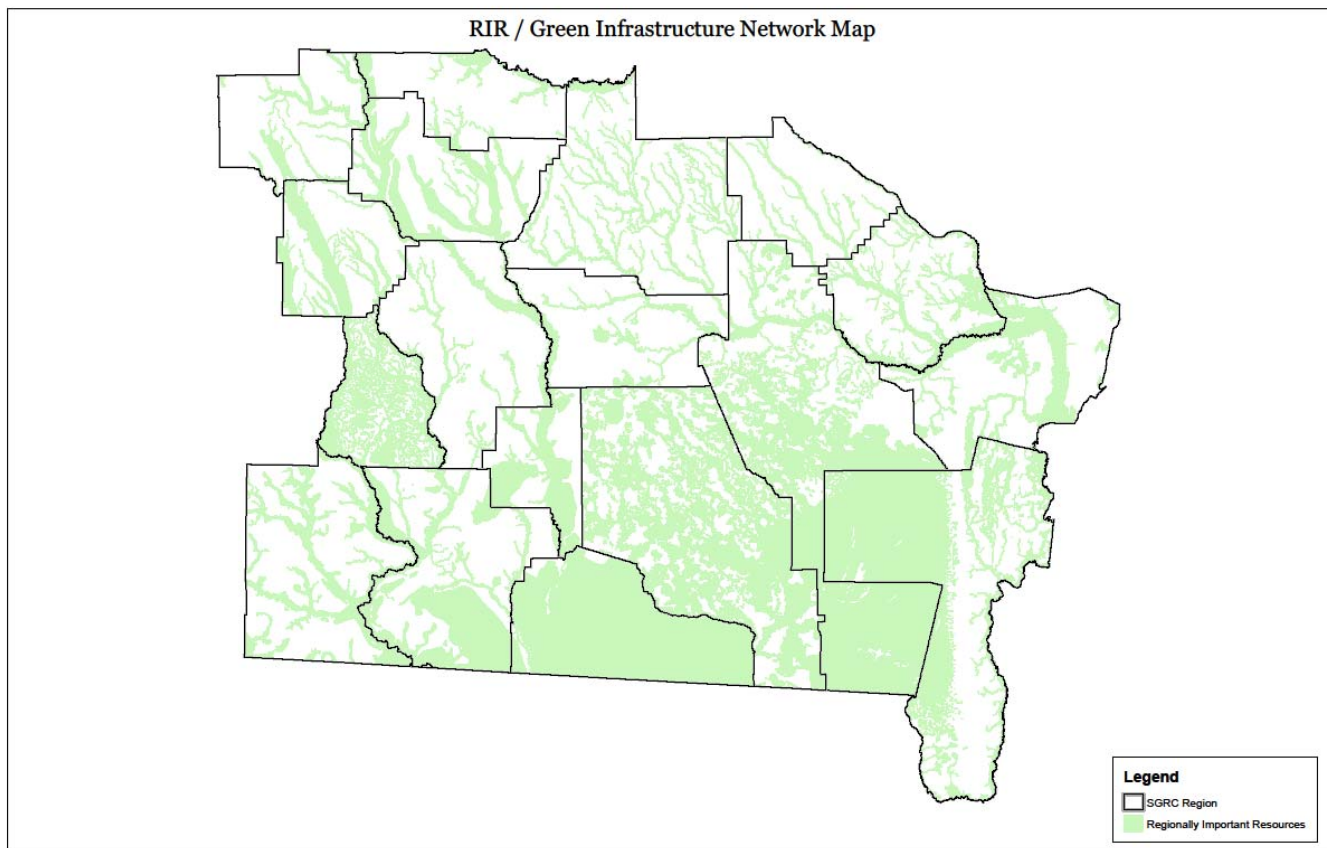 RIR / Green Infrastructure Network Map
Legend
SGRC Region
Regionally Important Resources